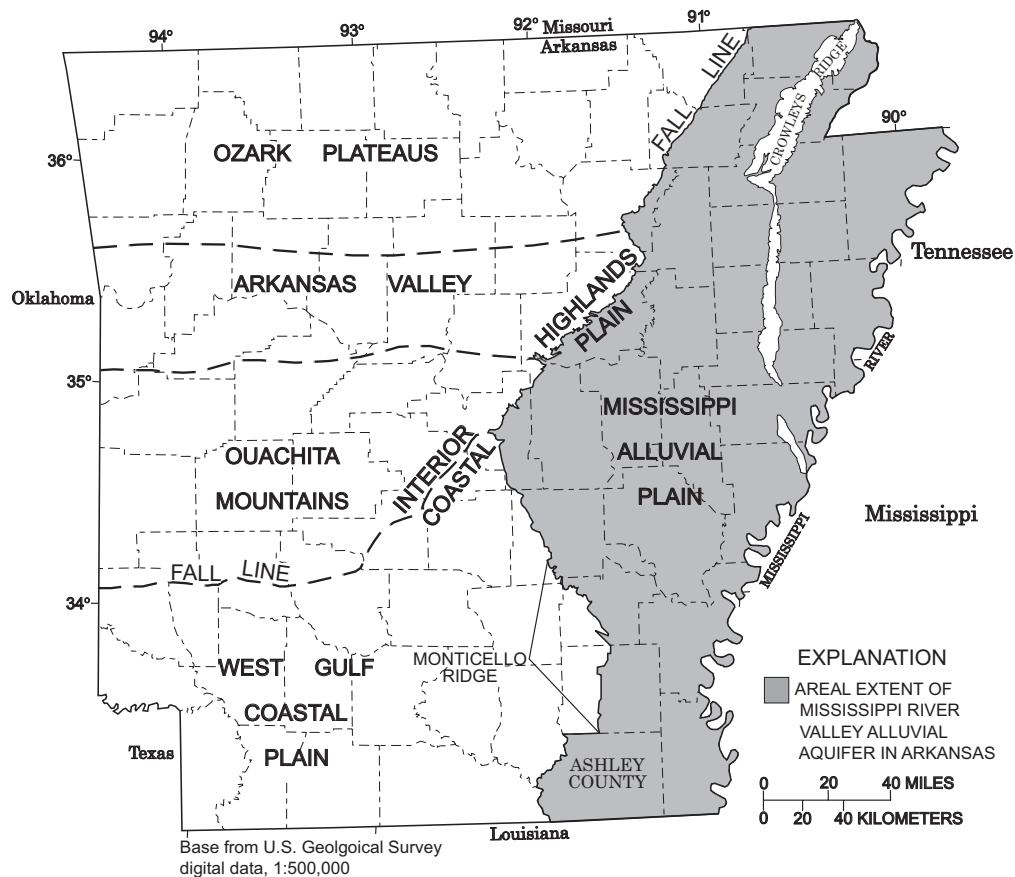 94°
93°
92°
Missouri
Arkansas
91°
FALL LINE
CROWLEYS RIDGE
90°
36°
OZARK PLATEAUS
Tennessee
ARKANSAS VALLEY
Oklahoma
HIGHLANDS
PLAIN
RIVER
35°
MISSISSIPPI
ALLUVIAL
PLAIN
OUACHITA
MOUNTAINS
INTERIOR
COASTAL
Mississippi
MISSISSIPPI
FALL LINE
34°
WEST GULF
COASTAL
PLAIN
MONTICELLO
RIDGE
EXPLANATION
AREAL EXTENT OF
MISSISSIPPI RIVER
VALLEY ALLUVIAL
AQUIFER IN ARKANSAS
Texas
ASHLEY
COUNTY
0 20 40 MILES
0 20 40 KILOMETERS
Louisiana
Base from U.S. Geolgoical Survey
digital data, 1:500,000